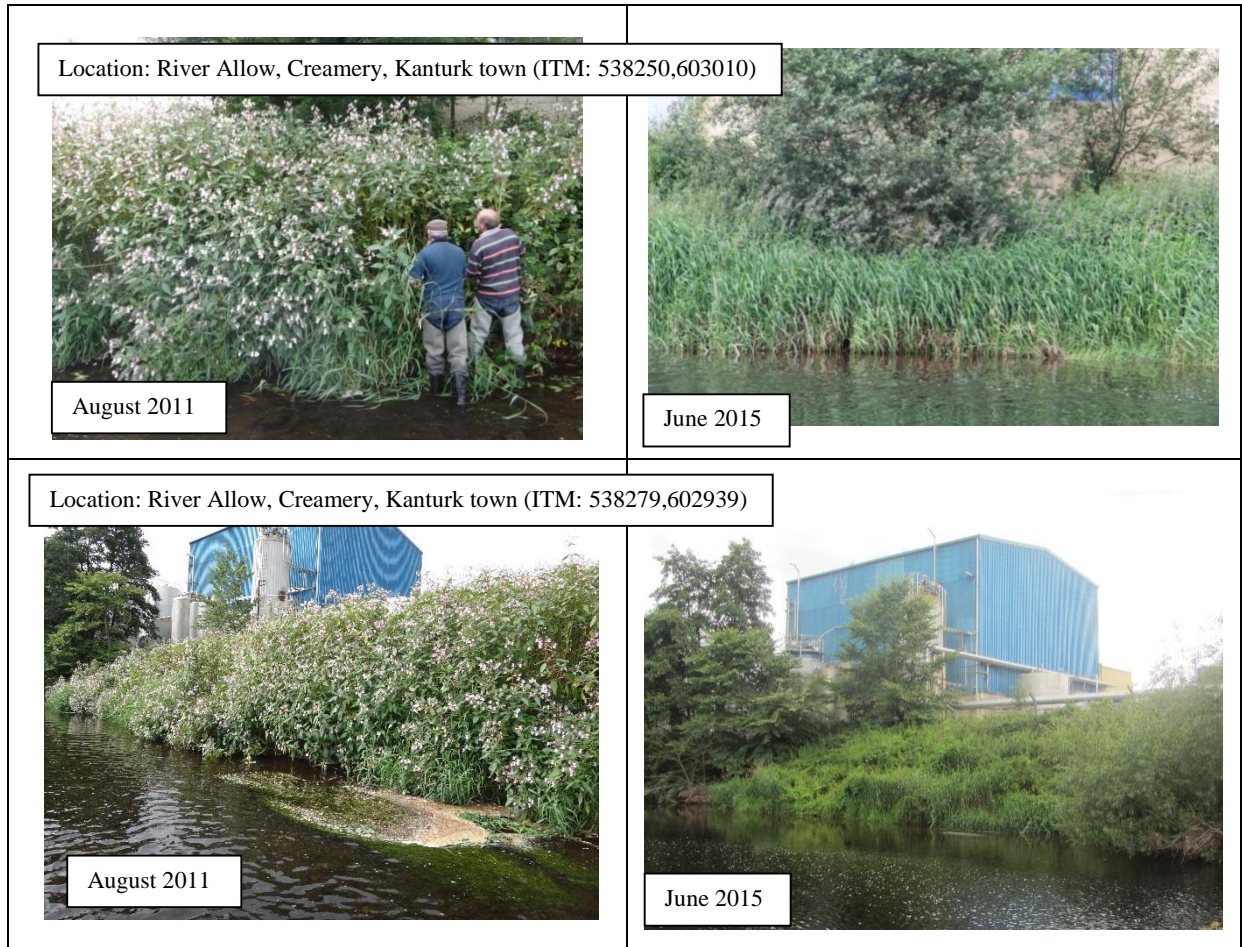 Location: River Allow, Creamery, Kanturk town (ITM: 538250,603010)
August 2011
June 2015
Location: River Allow, Creamery, Kanturk town (ITM: 538279,602939)
August 2011
June 2015